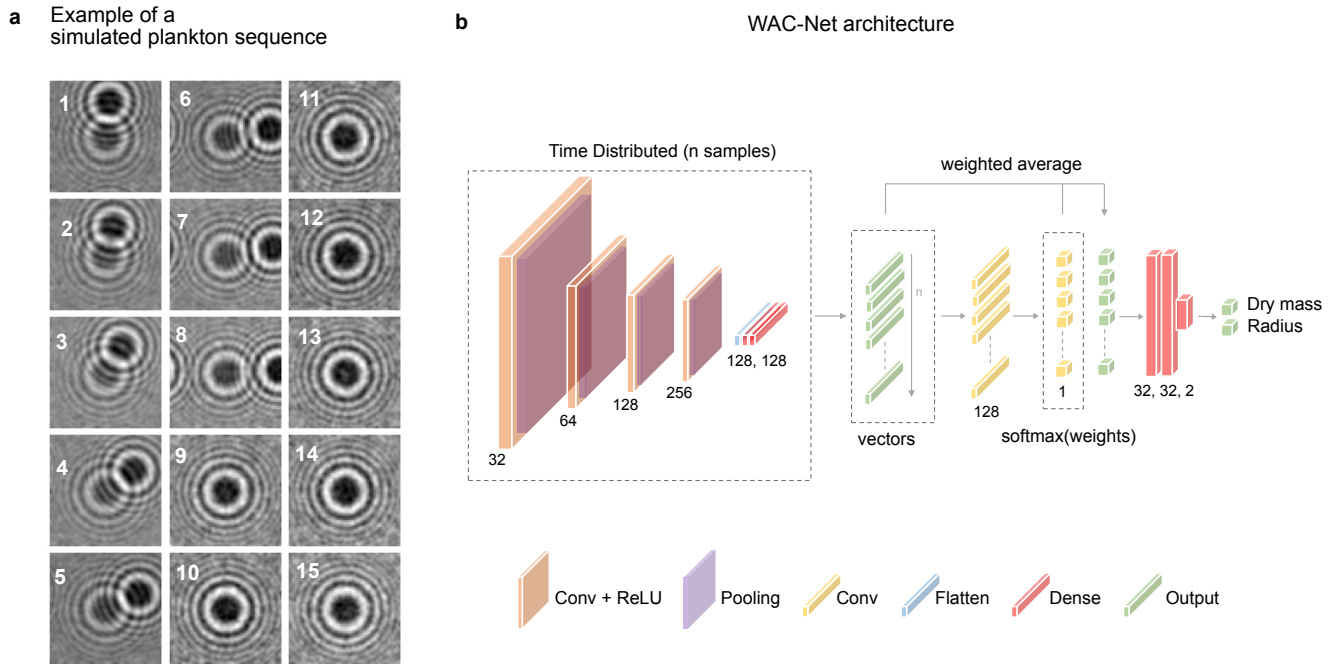 a
Example of a
simulated plankton sequence
1
6
11
2
7
12
3
8
13
4
9
14
5
10
15
b
WAC-Net architecture
Time Distributed (n samples)
32
64
128
256
128, 128
weighted average
n
vectors
128
1
softmax(weights)
32, 32, 2
Dry mass
Radius
Conv + ReLU
Pooling
Conv
Flatten
Dense
Output